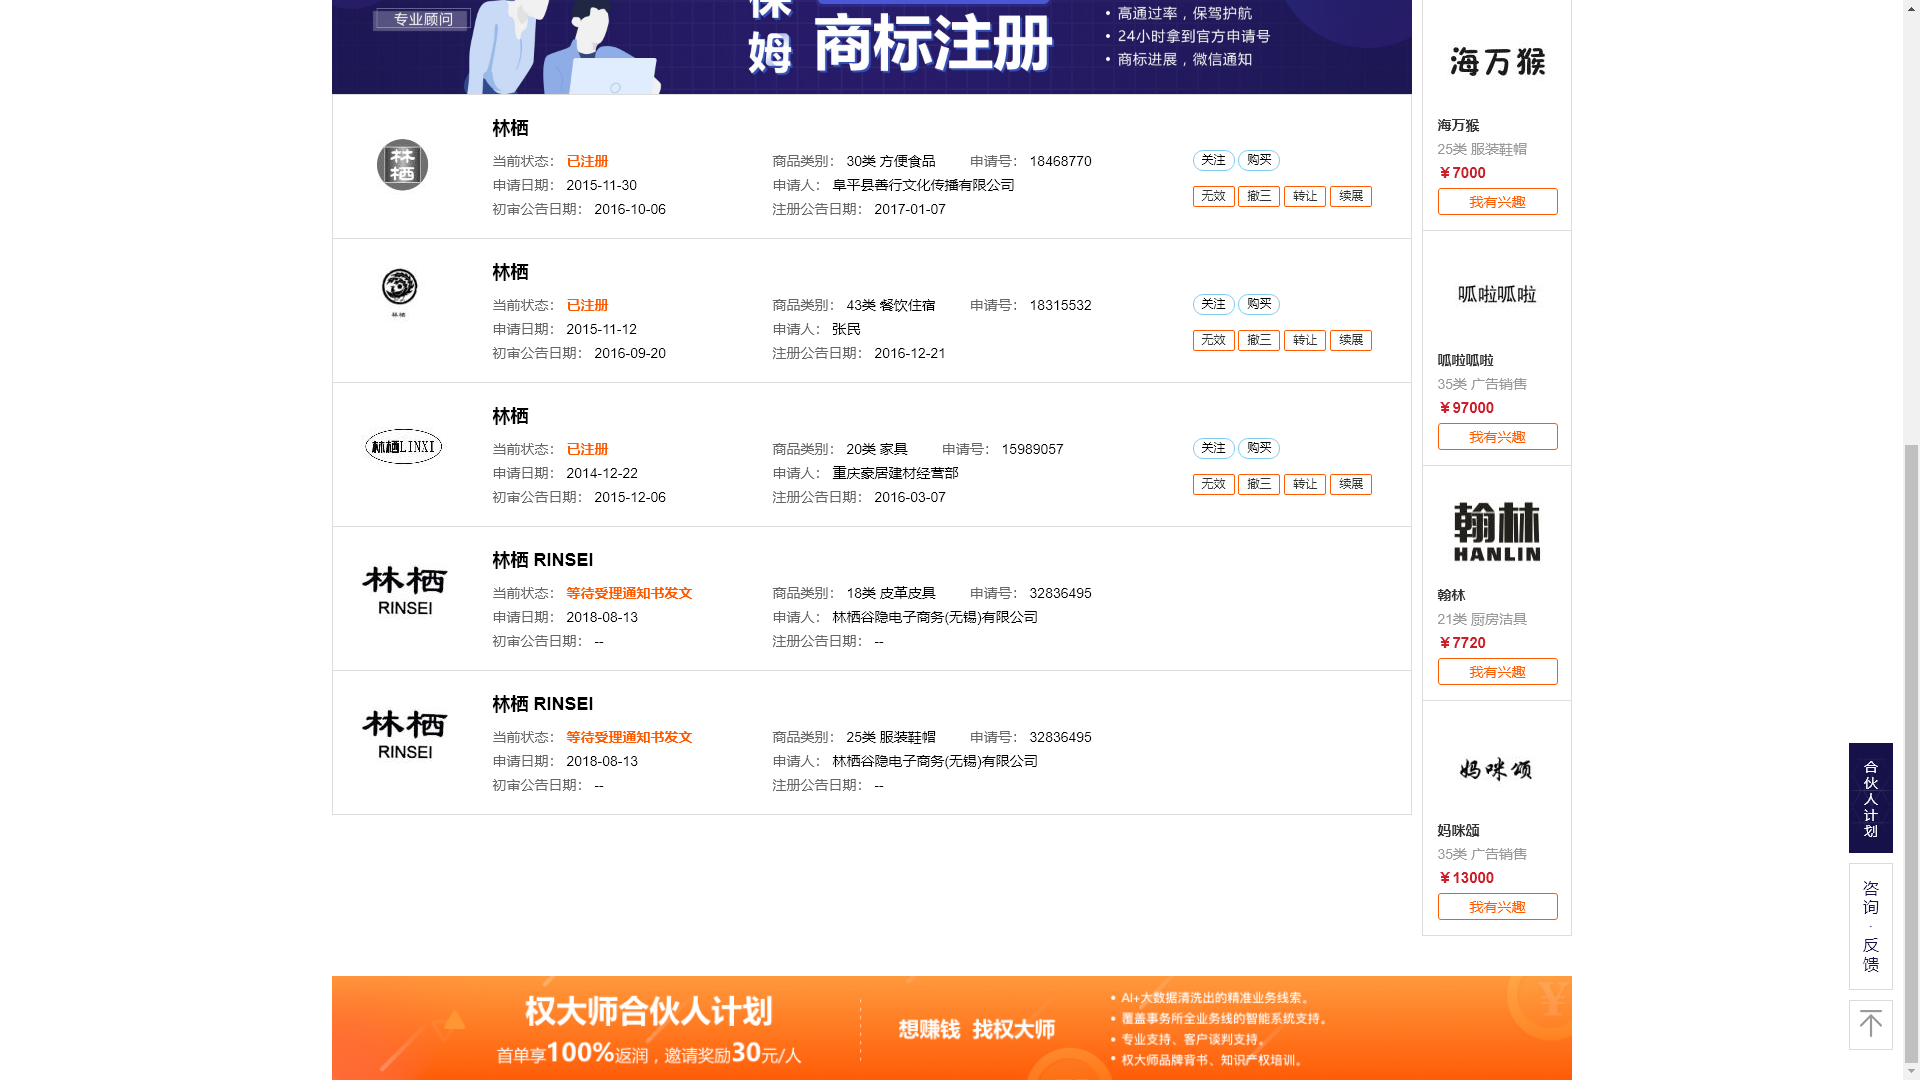 专业顾问
保姆
商标注册
• 高通过率，保驾护航
• 24小时拿到官方申请号
• 商标进展，微信通知
林栖
林栖
当前状态： 已注册 商品类别： 30类 方便食品 申请号： 18468770
申请日期： 2015-11-30 申请人： 阜平县善行文化传播有限公司
初审公告日期： 2016-10-06 注册公告日期： 2017-01-07
关注 购买
无效 撤三 转让 续展
林栖
林栖
当前状态： 已注册 商品类别： 43类 餐饮住宿 申请号： 18315532
申请日期： 2015-11-12 申请人： 张民
初审公告日期： 2016-09-20 注册公告日期： 2016-12-21
关注 购买
无效 撤三 转让 续展
林栖LINXI
林栖
当前状态： 已注册 商品类别： 20类 家具 申请号： 15989057
申请日期： 2014-12-22 申请人： 重庆豪居建材经营部
初审公告日期： 2015-12-06 注册公告日期： 2016-03-07
关注 购买
无效 撤三 转让 续展
林栖
RINSEI
林栖 RINSEI
当前状态： 等待受理通知书发文 商品类别： 18类 皮革皮具 申请号： 32836495
申请日期： 2018-08-13 申请人： 林栖谷隐电子商务(无锡)有限公司
初审公告日期： -- 注册公告日期： --
林栖
RINSEI
林栖 RINSEI
当前状态： 等待受理通知书发文 商品类别： 25类 服装鞋帽 申请号： 32836495
申请日期： 2018-08-13 申请人： 林栖谷隐电子商务(无锡)有限公司
初审公告日期： -- 注册公告日期： --
海万猴
海万猴
25类 服装鞋帽
￥7000
我有兴趣
呱啦呱啦
呱啦呱啦
35类 广告销售
￥97000
我有兴趣
翰林
HANLIN
翰林
21类 厨房洁具
￥7720
我有兴趣
妈咪颂
妈咪颂
35类 广告销售
￥13000
我有兴趣
合伙人计划
咨询·反馈
权大师合伙人计划
首单享100%返润，邀请奖励30元/人
想赚钱 找权大师
• AI+大数据清洗出的精准业务线索。
• 覆盖事务所全业务线的智能系统支持。
• 专业支持、客户谈判支持。
• 权大师品牌背书、知识产权培训。